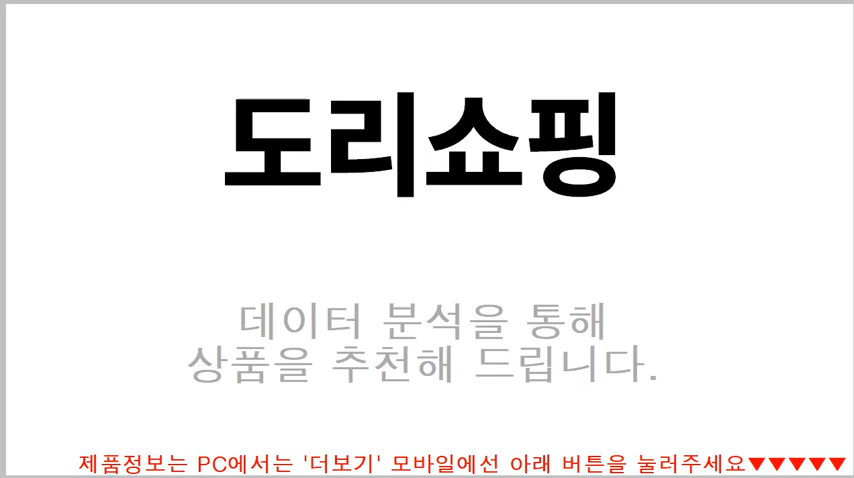 도리쇼핑
데이터 분석을 통해
상품을 추천해 드립니다.
제품정보는 PC에서는 '더보기' 모바일에선 아래 버튼을 눌러주세요▼▼▼▼▼